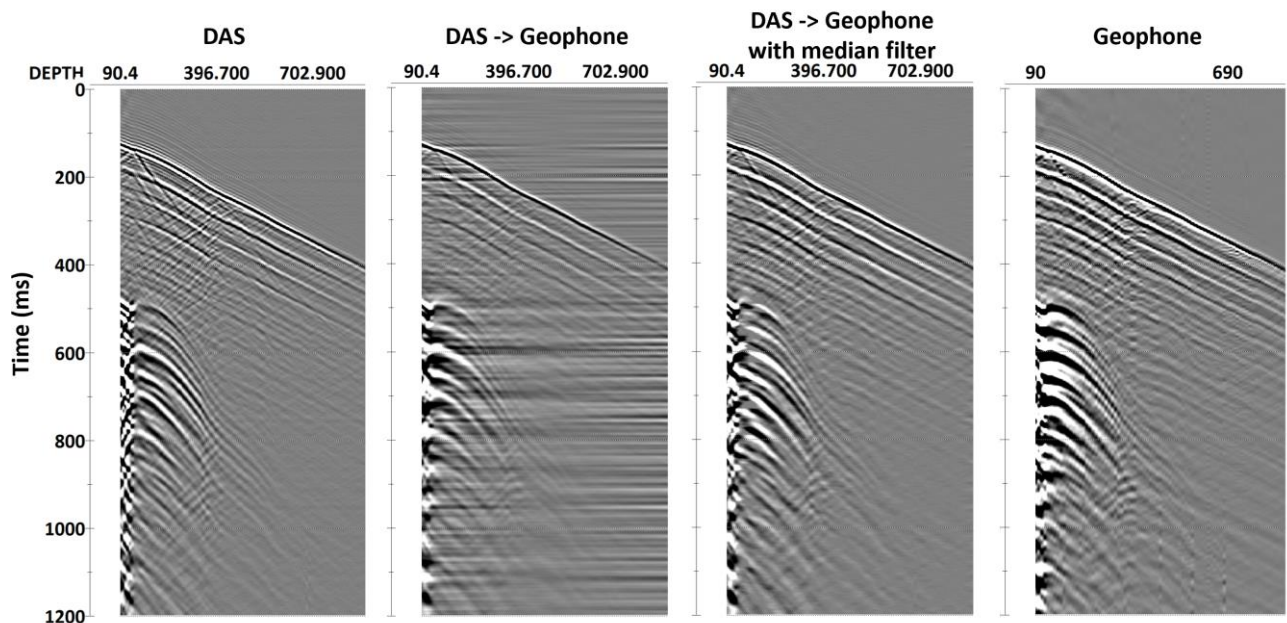 DAS
DAS -> Geophone
DAS -> Geophone
with median filter
Geophone
DEPTH 90.4 396.700 702.900
90.4 396.700 702.900
90.4 396.700 702.900
90 690
Time (ms)
0
200
400
600
800
1000
1200